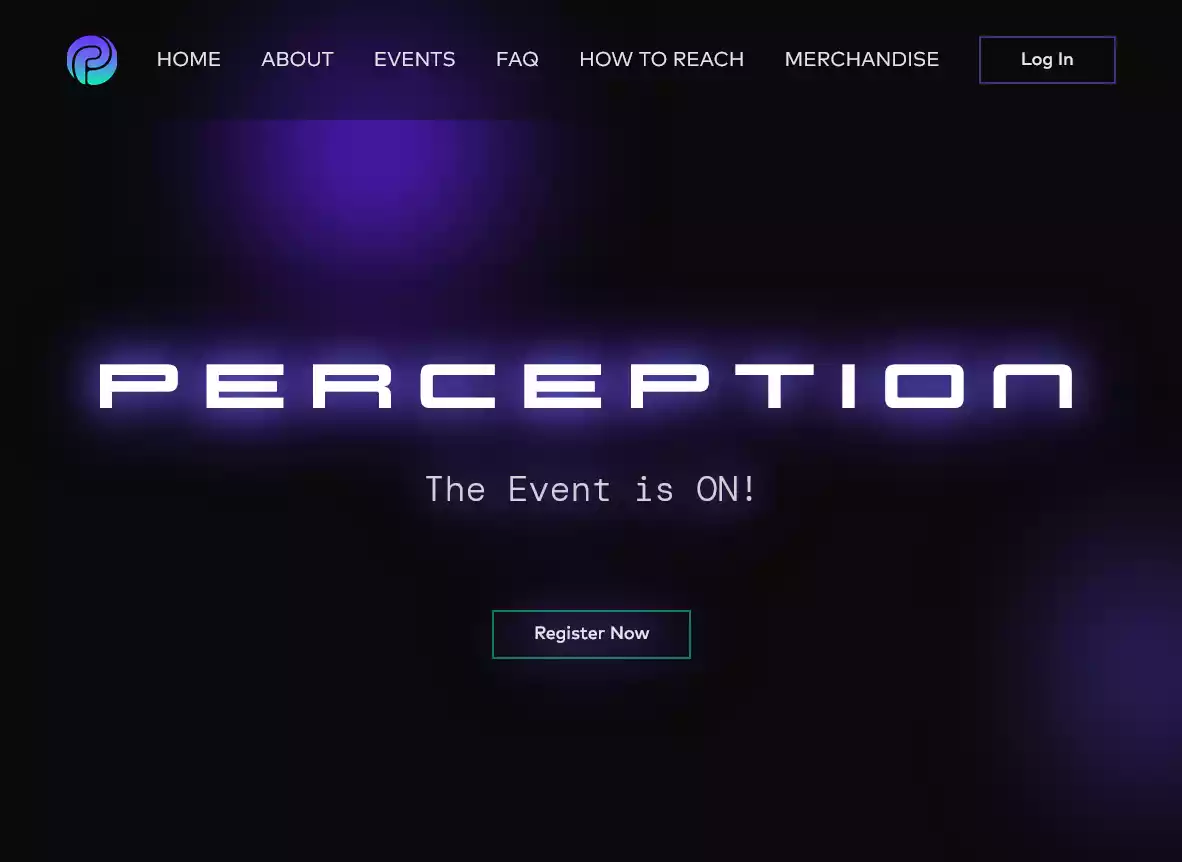 HOME ABOUT EVENTS FAQ HOW TO REACH MERCHANDISE Log In
PERCEPTION
The Event is ON!
Register Now